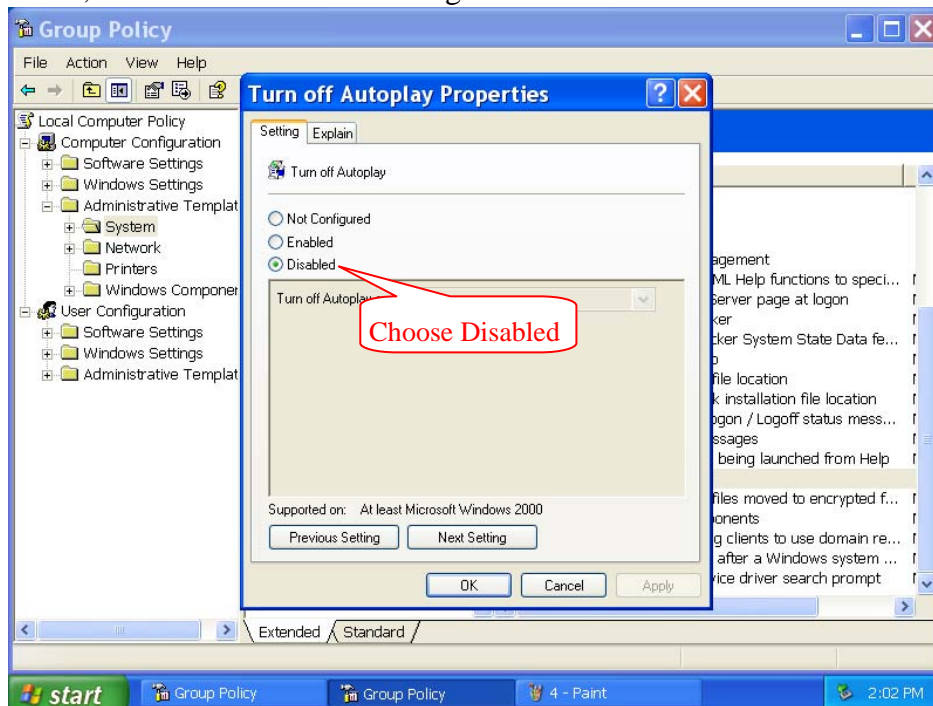 Group Policy
File Action View Help
Turn off Autoplay Properties
Local Computer Policy
Computer Configuration
Software Settings
Windows Settings
Administrative Templat
System
Network
Printers
Windows Componer
User Configuration
Software Settings
Windows Settings
Administrative Templat
Setting Explain
Turn off Autoplay
Not Configured
Enabled
Disabled
Turn off Autoplay
Choose Disabled
Supported on: At least Microsoft Windows 2000
Previous Setting Next Setting
OK Cancel Apply
agement
ML Help functions to speci...
Server page at logon
ker
cker System State Data fe...
file location
k installation file location
ogon / Logoff status mess...
ssages
being launched from Help
files moved to encrypted f...
onents
g clients to use domain re...
after a Windows system ...
vice driver search prompt
Extended Standard
start Group Policy Group Policy 4 - Paint 2:02 PM